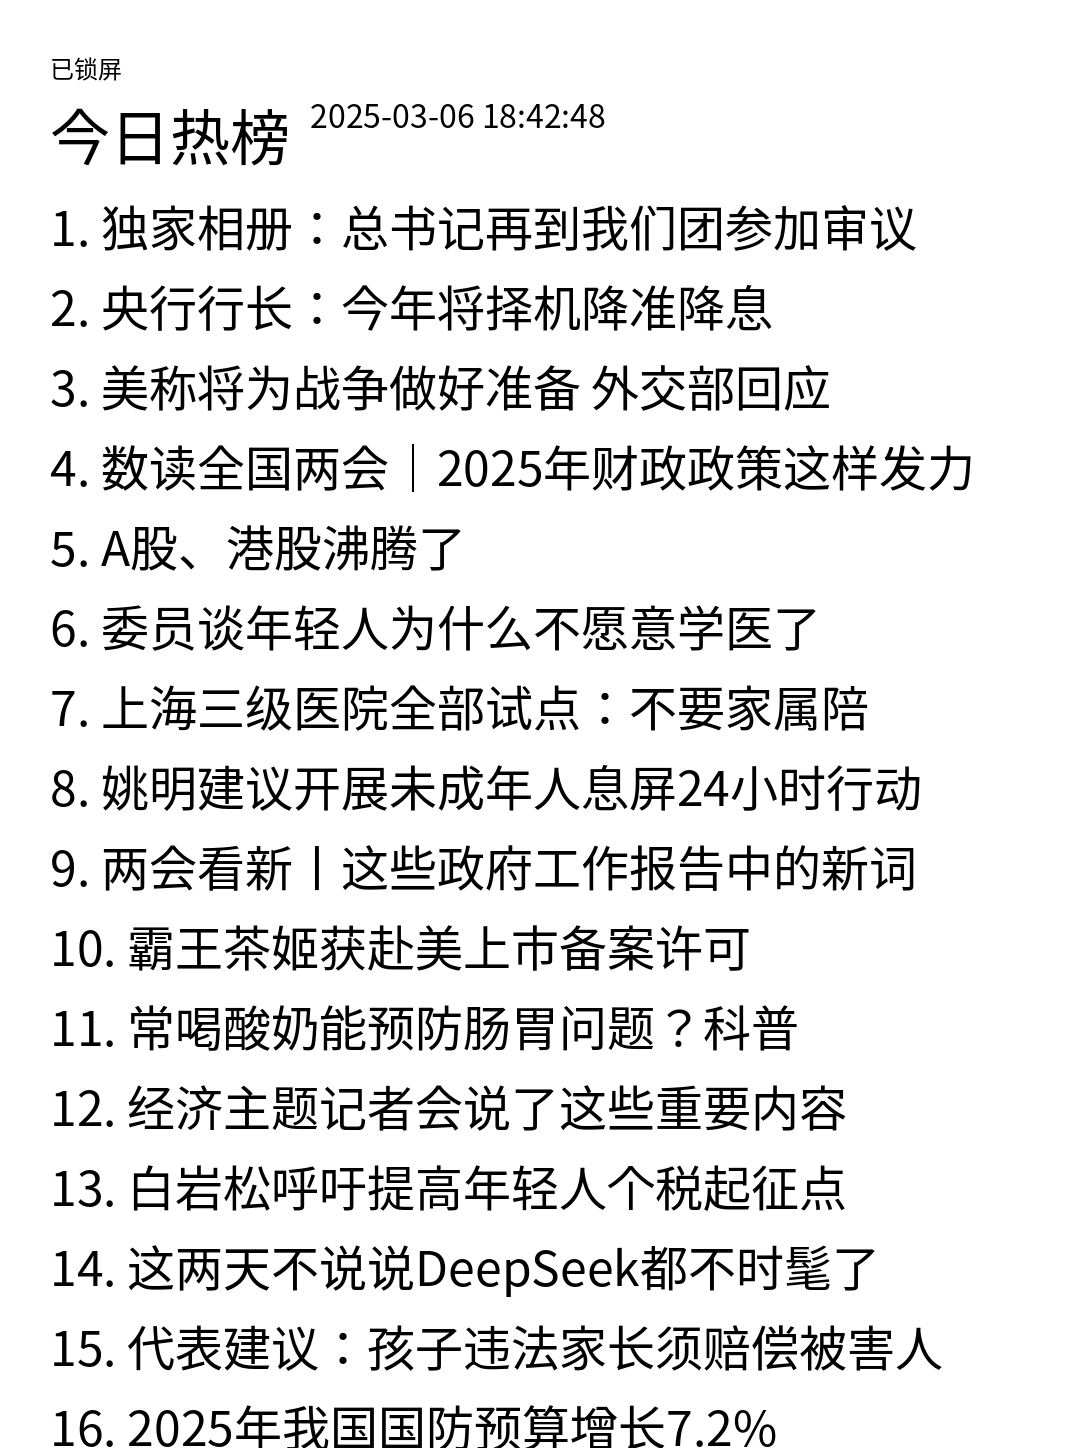 已锁屏
今日热榜 2025-03-06 18:42:48
1. 独家相册：总书记再到我们团参加审议
2. 央行行长：今年将择机降准降息
3. 美称将为战争做好准备 外交部回应
4. 数读全国两会｜2025年财政政策这样发力
5. A股、港股沸腾了
6. 委员谈年轻人为什么不愿意学医了
7. 上海三级医院全部试点：不要家属陪
8. 姚明建议开展未成年人息屏24小时行动
9. 两会看新丨这些政府工作报告中的新词
10. 霸王茶姬获赴美上市备案许可
11. 常喝酸奶能预防肠胃问题？科普
12. 经济主题记者会说了这些重要内容
13. 白岩松呼吁提高年轻人个税起征点
14. 这两天不说说DeepSeek都不时髦了
15. 代表建议：孩子违法家长须赔偿被害人
16. 2025年我国国防预算增长7.2%